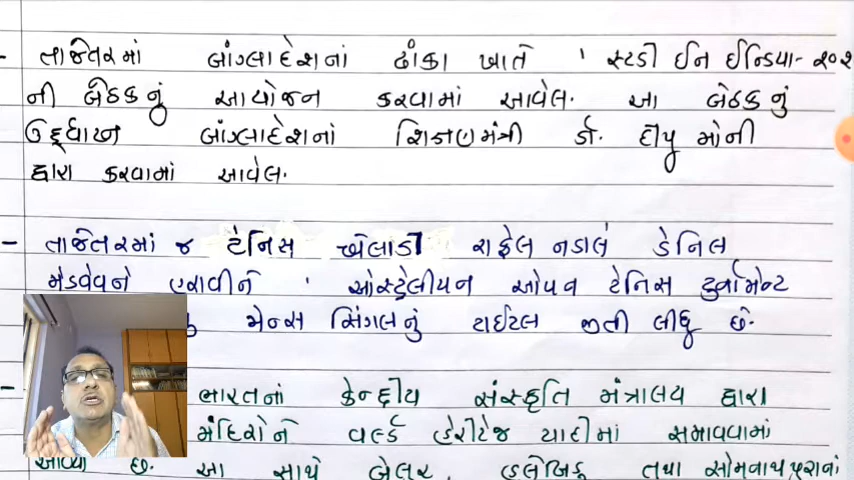 - તાજેતરમાં બાંગ્લાદેશનાં ઢાંકા ખાતે ' સ્ટડી ઈન ઈન્ડિયા- ૨૦૨
ની બેઠકનું આયોજન કરવામાં આવેલ. આ બેઠકનું
ઉદ્દઘાટન બાંગ્લાદેશનાં શિક્ષણમંત્રી ડૉ. દીપુ મોની
દ્વારા કરવામાં આવેલ.
- તાજેતરમાં જ ટેનિસ ખેલાડી રાફેલ નડાલે ડેનિલ
મેડવેવને હરાવીને ' ઓસ્ટ્રેલીયન ઓપન ટેનિસ ટુર્નામેન્ટ
મેન્સ સિંગલનું ટાઈટલ જીતી લીધું છે.
- ભારતનાં કેન્દ્રીય સંસ્કૃતિ મંત્રાલય દ્વારા
મંદિરોને વર્લ્ડ હેરીટેજ યાદીમાં સમાવવામાં
આવ્યા છે. આ સાથે બેલુર, હલેબિડુ તથા સોમનાથપુરાનાં